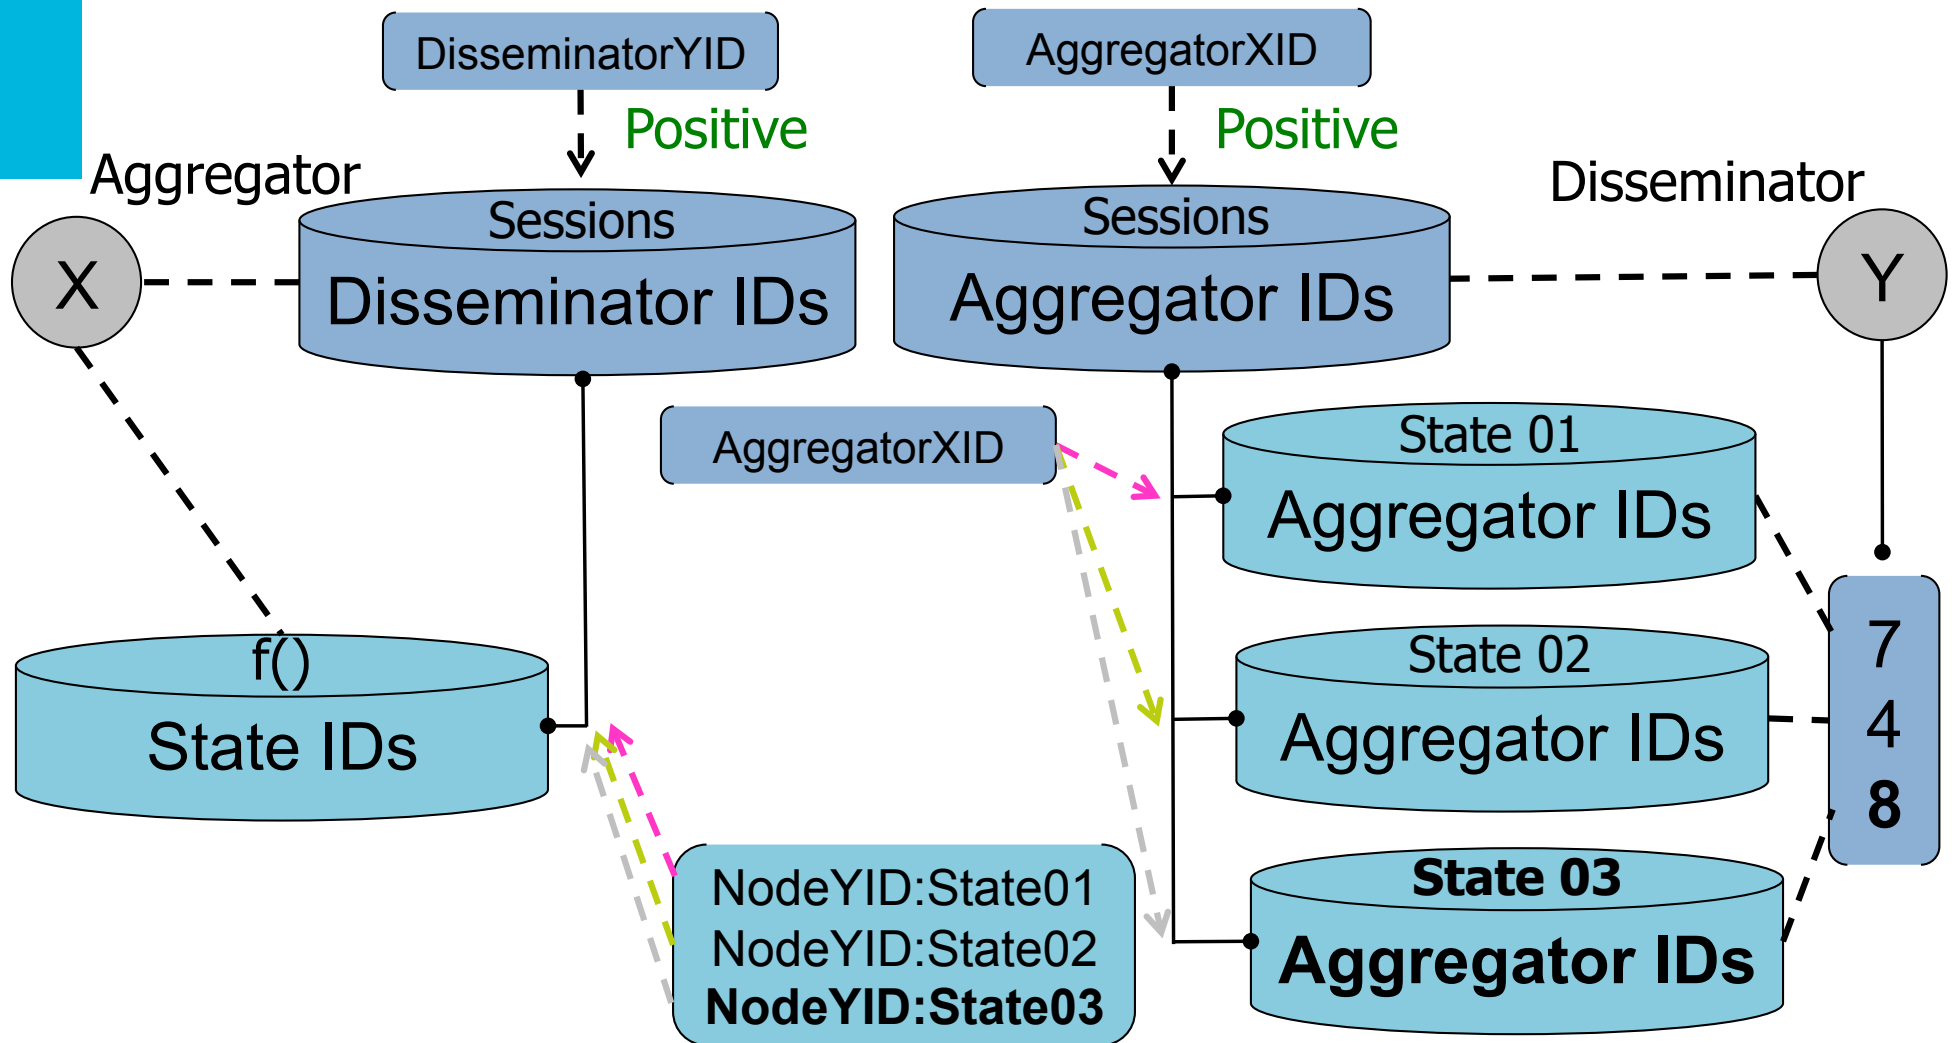 DisseminatorYID
AggregatorXID
Positive
Positive
Aggregator
Disseminator
Sessions
Sessions
X
Disseminator IDs
Aggregator IDs
Y
AggregatorXID
State 01
Aggregator IDs
f()
State IDs
State 02
Aggregator IDs
7
4
8
State 03
Aggregator IDs
NodeYID:State01
NodeYID:State02
NodeYID:State03